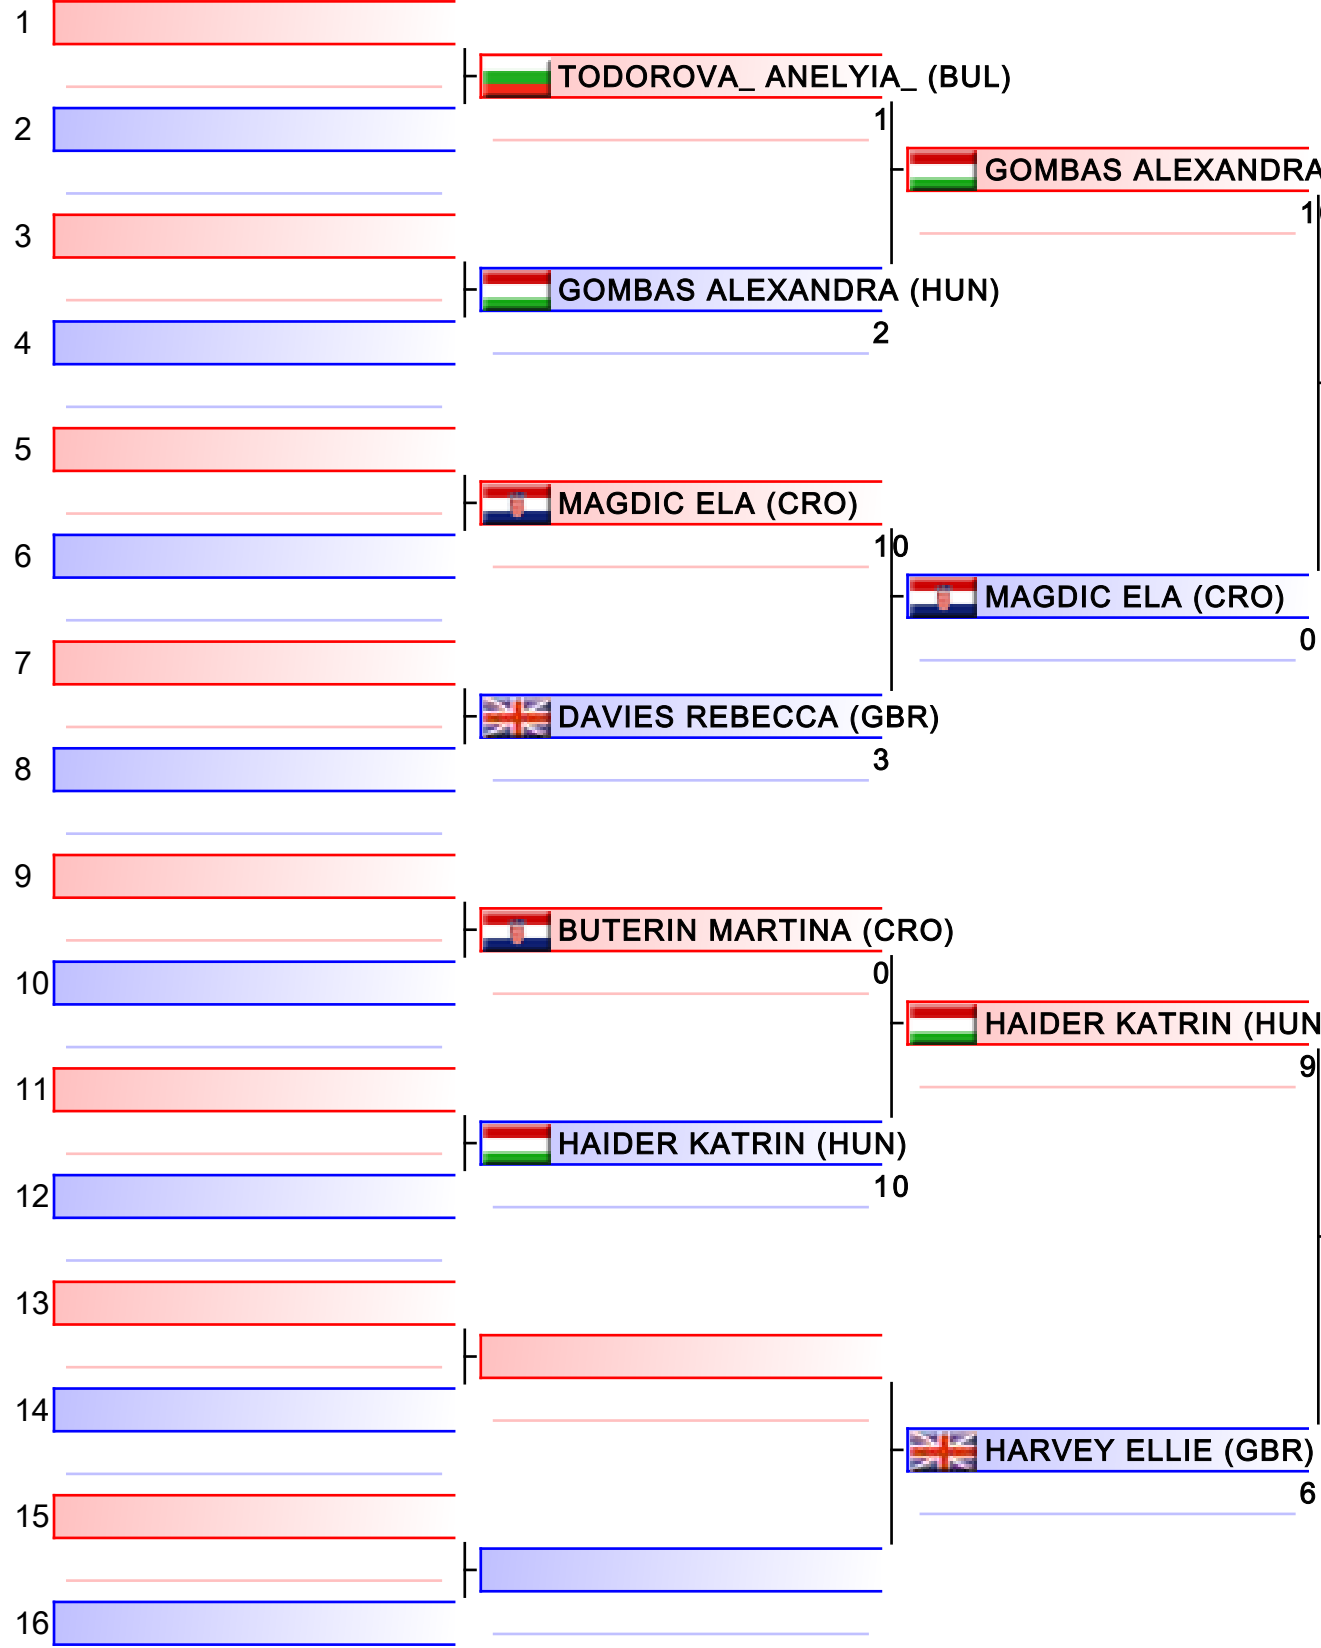 1
TODOROVA_ ANELYIA_ (BUL)
1
2
GOMBAS ALEXANDRA
3
GOMBAS ALEXANDRA (HUN)
2
4
5
MAGDIC ELA (CRO)
10
6
MAGDIC ELA (CRO)
0
7
DAVIES REBECCA (GBR)
3
8
9
BUTERIN MARTINA (CRO)
0
10
HAIDER KATRIN (HUN
9
11
HAIDER KATRIN (HUN)
10
12
13
14
HARVEY ELLIE (GBR)
6
15
16